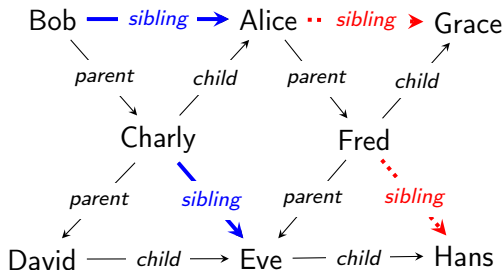 Bob sibling Alice sibling Grace
parent child parent child
Charly Fred
parent sibling parent sibling
David child Eve child Hans